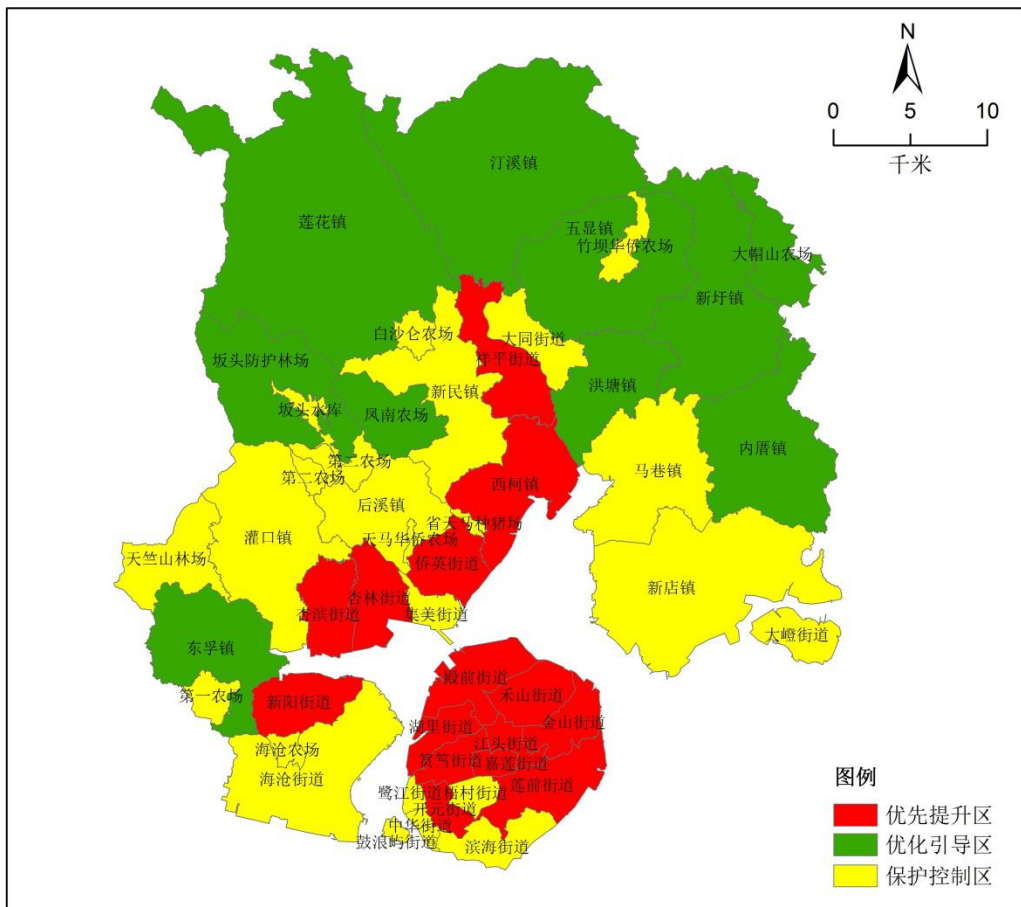 N
0 5 10
千米
汀溪镇
莲花镇
五显镇
竹坝华侨农场
大帽山农场
新圩镇
白沙仑农场
大同街道
坂头防护林场
祥平街道
洪塘镇
新民镇
坂头水库
凤南农场
内厝镇
马巷镇
第二农场
第二农场
西柯镇
后溪镇
省天马种猪场
灌口镇
天马华侨农场
天竺山林场
侨英街道
新店镇
杏林街道
杏滨街道
集美街道
大嶝街道
东孚镇
殿前街道
第一农场
新阳街道
禾山街道
湖里街道
金山街道
江头街道
海沧农场
筼筜街道
嘉莲街道
海沧街道
莲前街道
鹭江街道
梧村街道
开元街道
中华街道
鼓浪屿街道
滨海街道
图例
优先提升区
优化引导区
保护控制区